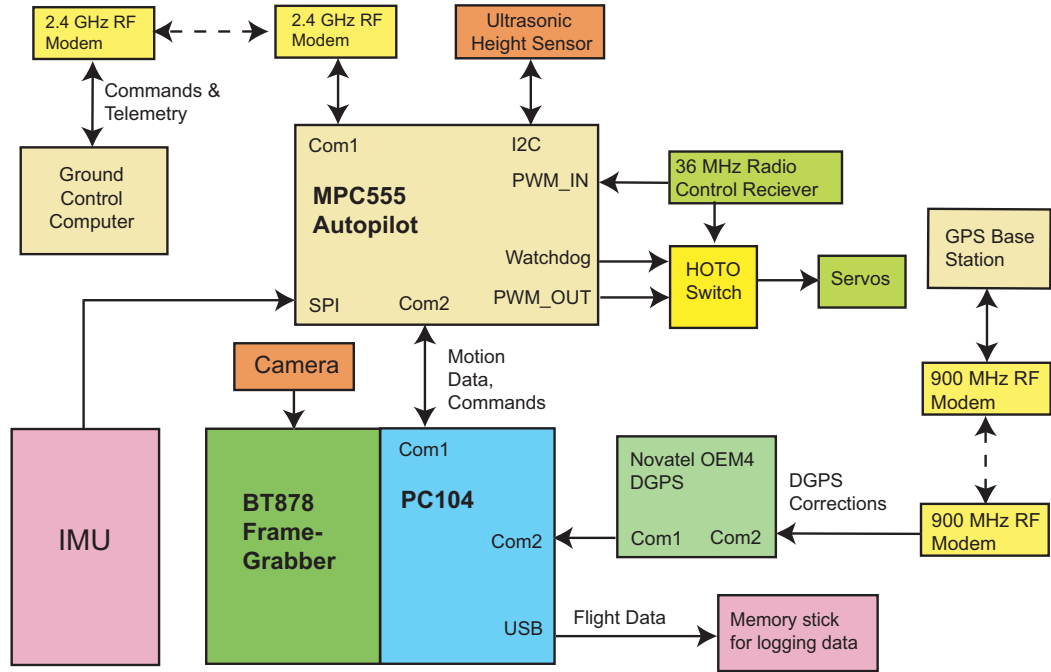 2.4 GHz RF
Modem
2.4 GHz RF
Modem
Ultrasonic
Height Sensor
Commands &
Telemetry
Ground
Control
Computer
Com1
I2C
MPC555
Autopilot
PWM_IN
Watchdog
PWM_OUT
SPI
Com2
36 MHz Radio
Control Reciever
HOTO
Switch
Servos
GPS Base
Station
900 MHz RF
Modem
900 MHz RF
Modem
Camera
Motion
Data,
Commands
IMU
BT878
Frame-
Grabber
Com1
PC104
Com2
USB
Novatel OEM4
DGPS
Com1
Com2
DGPS
Corrections
Flight Data
Memory stick
for logging data